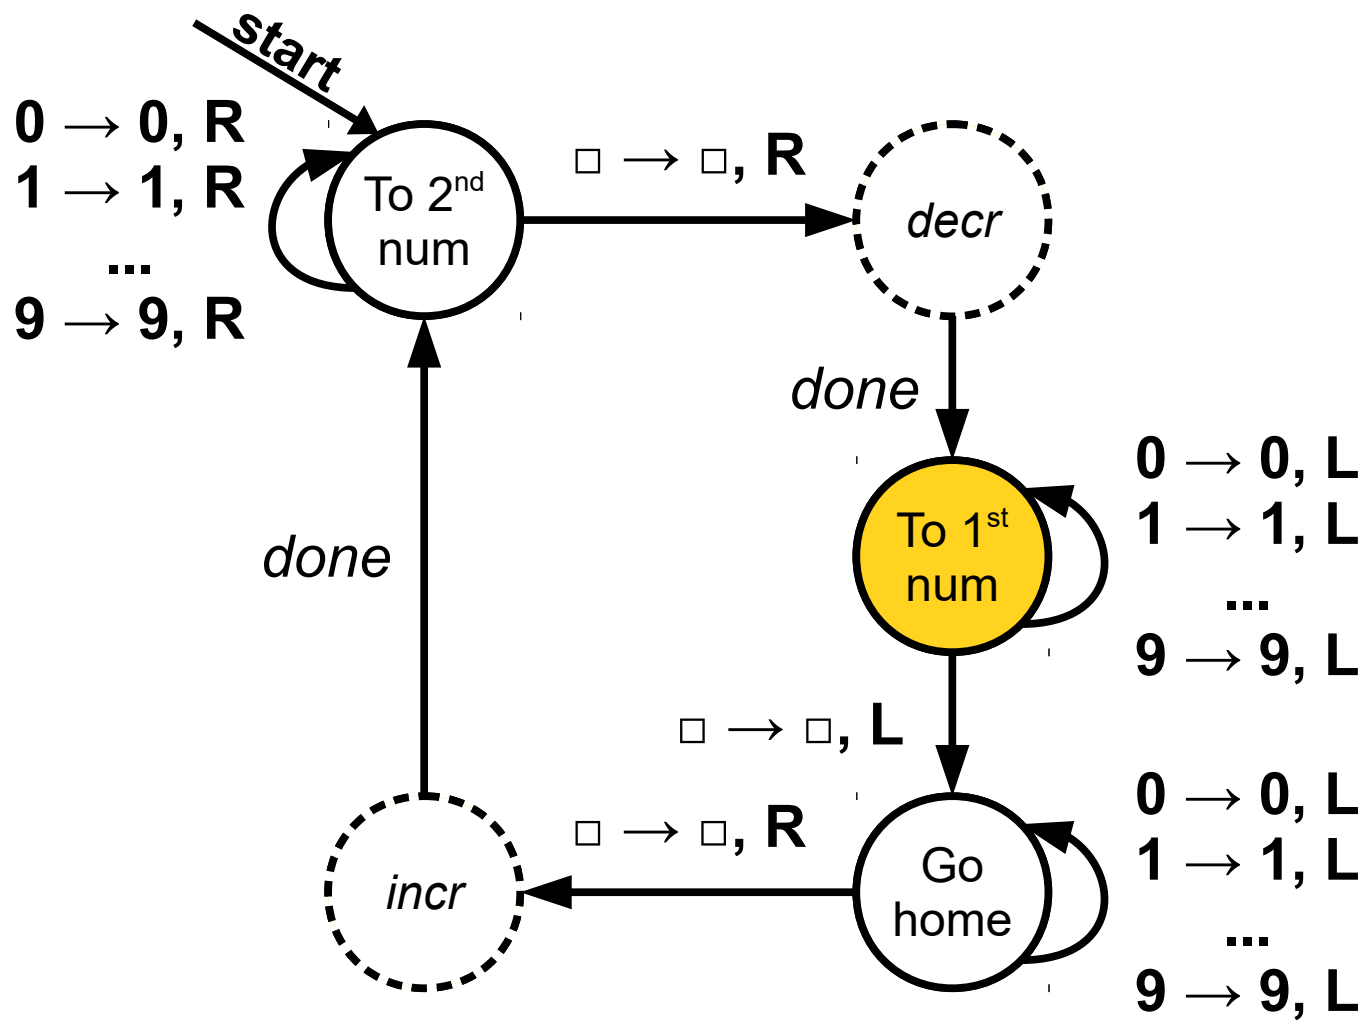 start
0 → 0, R
1 → 1, R
...
9 → 9, R
To 2nd
num
□ → □, R
decr
done
To 1st
num
0 → 0, L
1 → 1, L
...
9 → 9, L
done
□ → □, L
□ → □, R
incr
Go
home
0 → 0, L
1 → 1, L
...
9 → 9, L